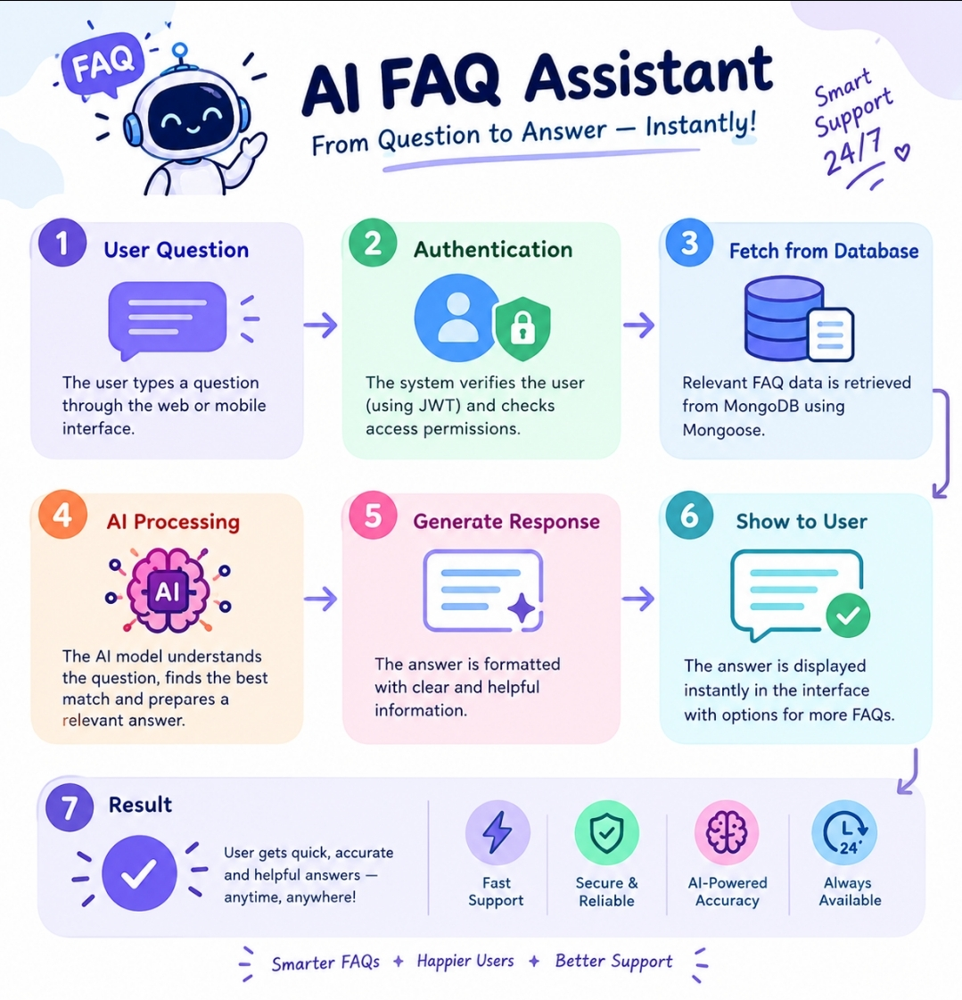 FAQ
AI FAQ Assistant
From Question to Answer — Instantly!
Smart
Support
24/7
1
User Question
The user types a question
through the web or mobile
interface.
2
Authentication
The system verifies the user
(using JWT) and checks
access permissions.
3
Fetch from Database
Relevant FAQ data is retrieved
from MongoDB using
Mongoose.
4
AI Processing
AI
The AI model understands
the question, finds the best
match and prepares a
relevant answer.
5
Generate Response
The answer is formatted
with clear and helpful
information.
6
Show to User
The answer is displayed
instantly in the interface
with options for more FAQs.
7
Result
User gets quick, accurate
and helpful answers —
anytime, anywhere!
Fast
Support
Secure &
Reliable
AI-Powered
Accuracy
24
Always
Available
Smarter FAQs ✦ Happier Users ✦ Better Support